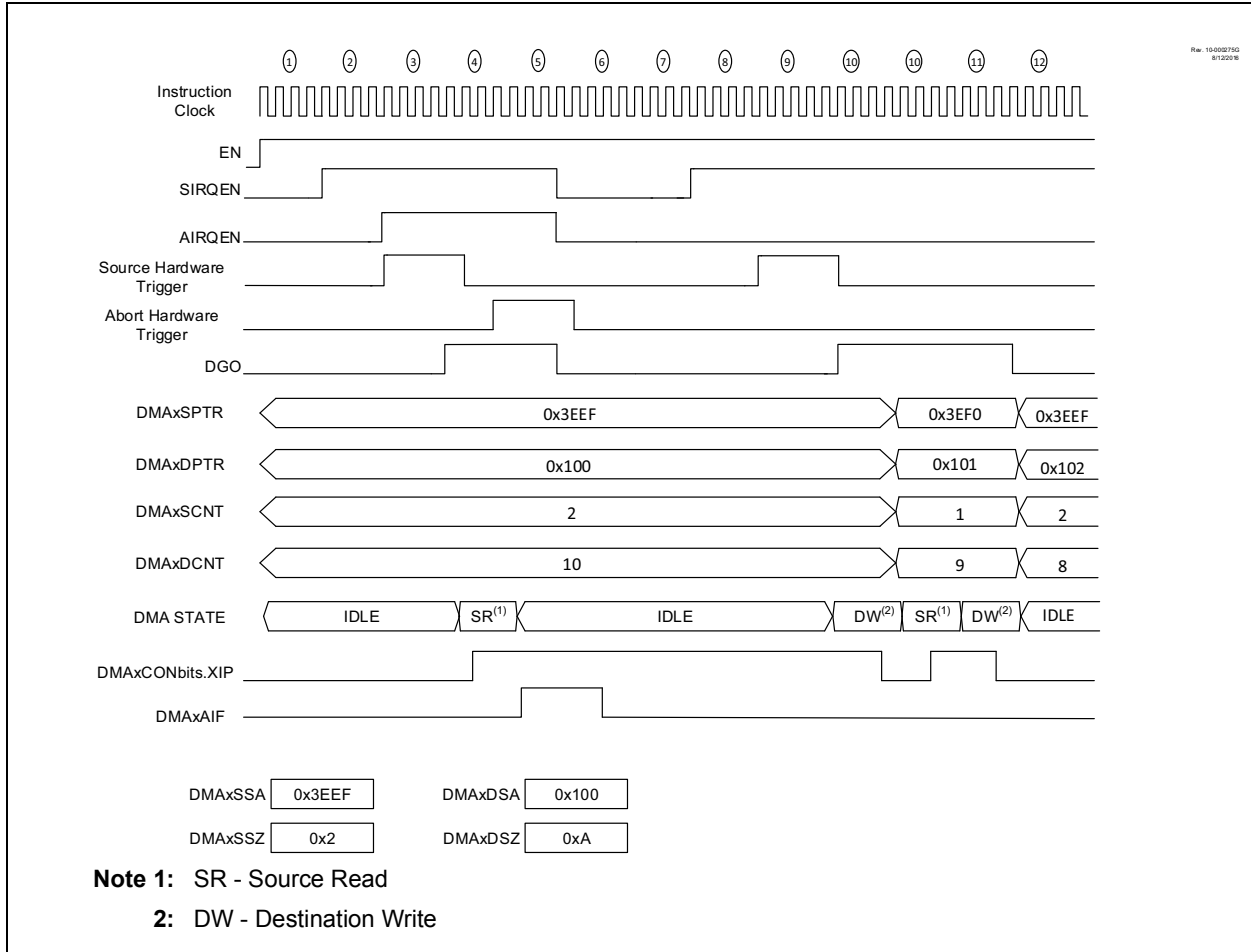 Rev. 10-000275G
8/12/2016
1 2 3 4 5 6 7 8 9 10 10 11 12
Instruction
Clock
EN
SIRQEN
AIRQEN
Source Hardware
Trigger
Abort Hardware
Trigger
DGO
DMAxSPTR 0x3EEF 0x3EF0 0x3EEF
DMAxDPTR 0x100 0x101 0x102
DMAxSCNT 2 1 2
DMAxDCNT 10 9 8
DMA STATE IDLE SR(1) IDLE DW(2) SR(1) DW(2) IDLE
DMAxCONbits.XIP
DMAxAIF
DMAxSSA 0x3EEF DMAxDSA 0x100
DMAxSSZ 0x2 DMAxDSZ 0xA
Note 1: SR - Source Read
2: DW - Destination Write